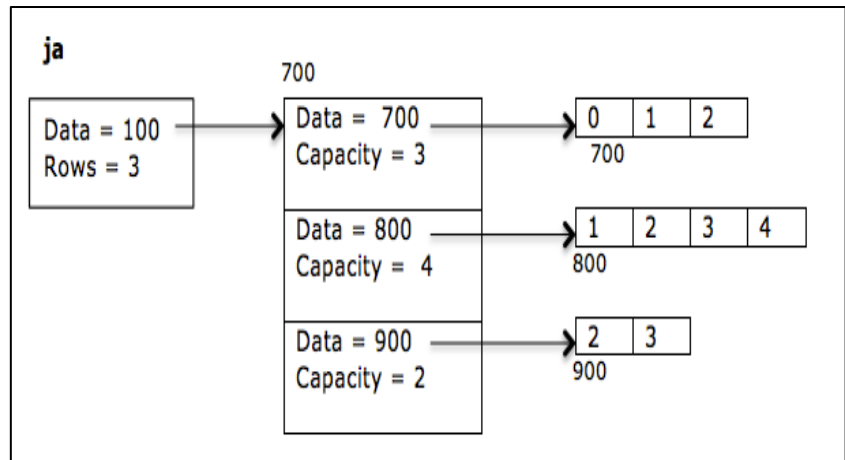 ja
700
Data = 100
Rows = 3
Data = 700
Capacity = 3
0 1 2
700
Data = 800
Capacity = 4
1 2 3 4
800
Data = 900
Capacity = 2
2 3
900